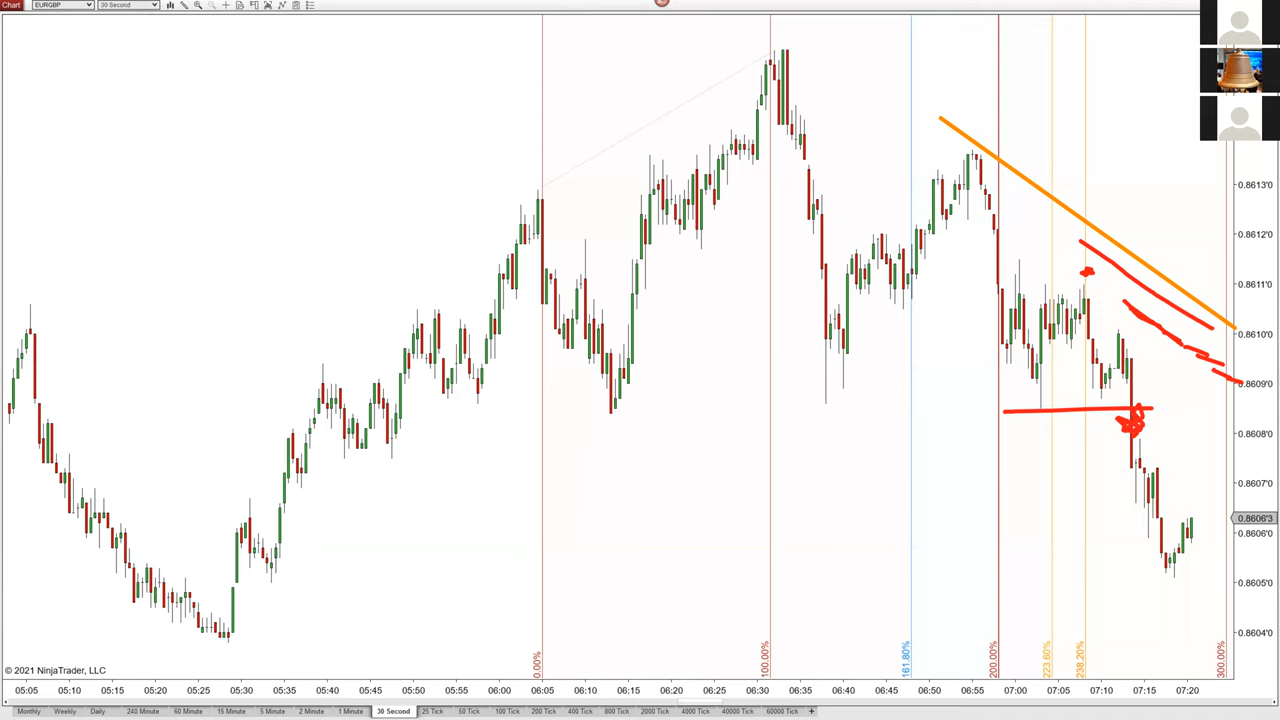 Chart EURGBP 30 Second
0.8613'0
0.8612'0
0.8611'0
0.8610'0
0.8609'0
0.8608'0
0.8607'0
0.8606'3
0.8606'0
0.8605'0
0.8604'0
0.00% 100.00% 161.80% 200.00% 223.60% 238.20% 300.00%
© 2021 NinjaTrader, LLC
05:05 05:10 05:15 05:20 05:25 05:30 05:35 05:40 05:45 05:50 05:55 06:00 06:05 06:10 06:15 06:20 06:25 06:30 06:35 06:40 06:45 06:50 06:55 07:00 07:05 07:10 07:15 07:20
Monthly Weekly Daily 240 Minute 60 Minute 15 Minute 5 Minute 2 Minute 1 Minute 30 Second 25 Tick 50 Tick 100 Tick 200 Tick 400 Tick 800 Tick 2000 Tick 4000 Tick 40000 Tick 60000 Tick +